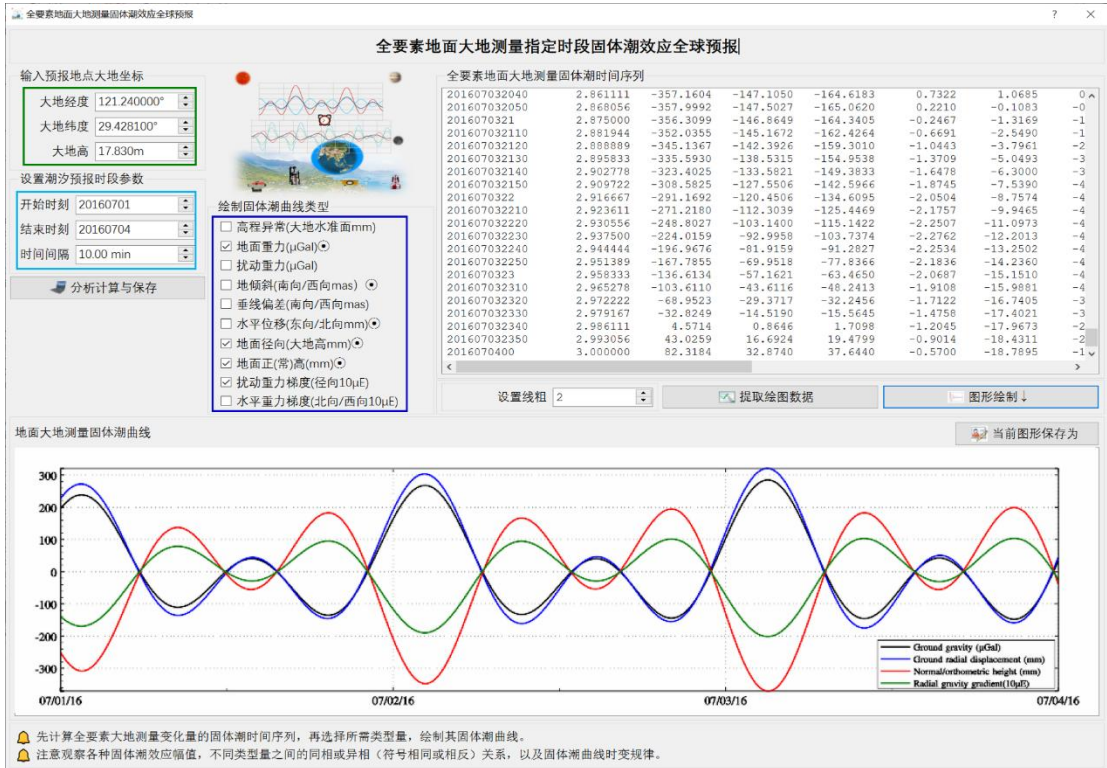 全要素地面大地测量固体潮效应全球预报
? ×
全要素地面大地测量指定时段固体潮效应全球预报
输入预报地点大地坐标
大地经度 121.240000°
大地纬度 29.428100°
大地高 17.830m
设置潮汐预报时段参数
开始时刻 20160701
结束时刻 20160704
时间间隔 10.00 min
分析计算与保存
绘制固体潮曲线类型
高程异常(大地水准面mm)
地面重力(μGal)
扰动重力(μGal)
地倾斜(南向/西向mas)
垂线偏差(南向/西向mas)
水平位移(东向/北向mm)
地面径向(大地高mm)
地面正(常)高(mm)
扰动重力梯度(径向10μE)
水平重力梯度(北向/西向10μE)
全要素地面大地测量固体潮时间序列
201607032040 2.861111 -357.1604 -147.1050 -164.6183 0.7322 1.0685 0
201607032050 2.868056 -357.9992 -147.5027 -165.0620 0.2210 -0.1083 -0
2016070321 2.875000 -356.3099 -146.8649 -164.3405 -0.2467 -1.3169 -1
201607032110 2.881944 -352.0355 -145.1672 -162.4264 -0.6691 -2.5490 -1
201607032120 2.888889 -345.1367 -142.3926 -159.3010 -1.0443 -3.7961 -2
201607032130 2.895833 -335.5930 -138.5315 -154.9538 -1.3709 -5.0493 -3
201607032140 2.902778 -323.4025 -133.5821 -149.3833 -1.6478 -6.3000 -3
201607032150 2.909722 -308.5825 -127.5506 -142.5966 -1.8745 -7.5390 -4
2016070322 2.916667 -291.1692 -120.4506 -134.6095 -2.0504 -8.7574 -4
201607032210 2.923611 -271.2180 -112.3039 -125.4469 -2.1757 -9.9465 -4
201607032220 2.930556 -248.8027 -103.1400 -115.1422 -2.2507 -11.0973 -4
201607032230 2.937500 -224.0159 -92.9958 -103.7374 -2.2762 -12.2013 -4
201607032240 2.944444 -196.9676 -81.9159 -91.2827 -2.2534 -13.2502 -4
201607032250 2.951389 -167.7855 -69.9518 -77.8366 -2.1836 -14.2360 -4
2016070323 2.958333 -136.6134 -57.1621 -63.4650 -2.0687 -15.1510 -4
201607032310 2.965278 -103.6110 -43.6116 -48.2413 -1.9108 -15.9881 -4
201607032320 2.972222 -68.9523 -29.3717 -32.2456 -1.7122 -16.7405 -3
201607032330 2.979167 -32.8249 -14.5190 -15.5645 -1.4758 -17.4021 -3
201607032340 2.986111 4.5714 0.8646 1.7098 -1.2045 -17.9673 -2
201607032350 2.993056 43.0259 16.6924 19.4799 -0.9014 -18.4311 -2
2016070400 3.000000 82.3184 32.8740 37.6440 -0.5700 -18.7895 -1
设置线粗 2
提取绘图数据
图形绘制↓
地面大地测量固体潮曲线
当前图形保存为
300
200
100
0
-100
-200
-300
07/01/16 07/02/16 07/03/16 07/04/16
Ground gravity (μGal)
Ground radial displacement (mm)
Normal/orthometric height (mm)
Radial gravity gradient(10μE)
先计算全要素大地测量变化量的固体潮时间序列，再选择所需类型量，绘制其固体潮曲线。
注意观察各种固体潮效应幅值，不同类型量之间的同相或异相（符号相同或相反）关系，以及固体潮曲线时变规律。